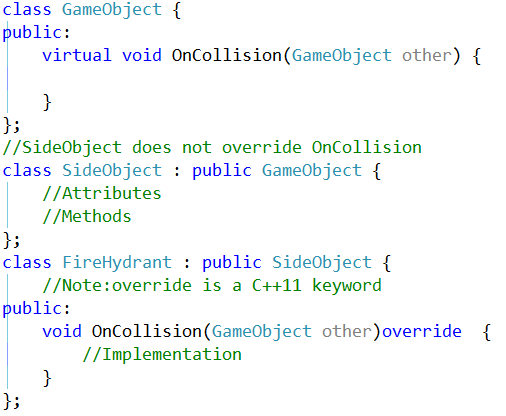 class GameObject {
public:
    virtual void OnCollision(GameObject other) {

    }
};
//SideObject does not override OnCollision
class SideObject : public GameObject {
    //Attributes
    //Methods
};
class FireHydrant : public SideObject {
    //Note:override is a C++11 keyword
public:
    void OnCollision(GameObject other)override  {
        //Implementation
    }
};